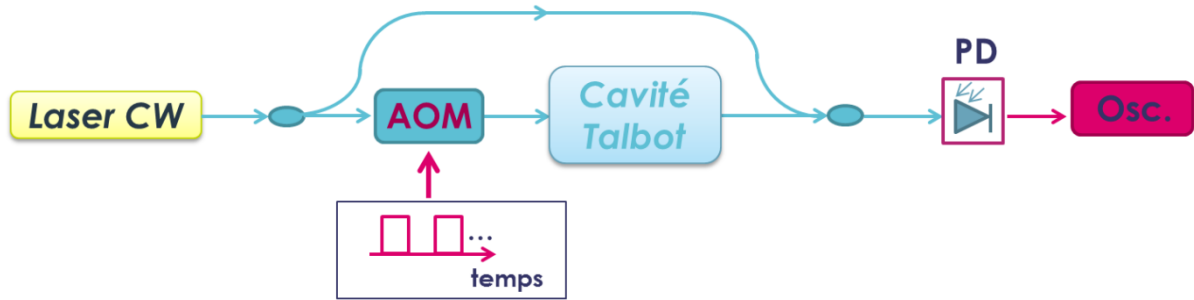 PD
Laser CW
AOM
Cavité
Talbot
Osc.
...
temps